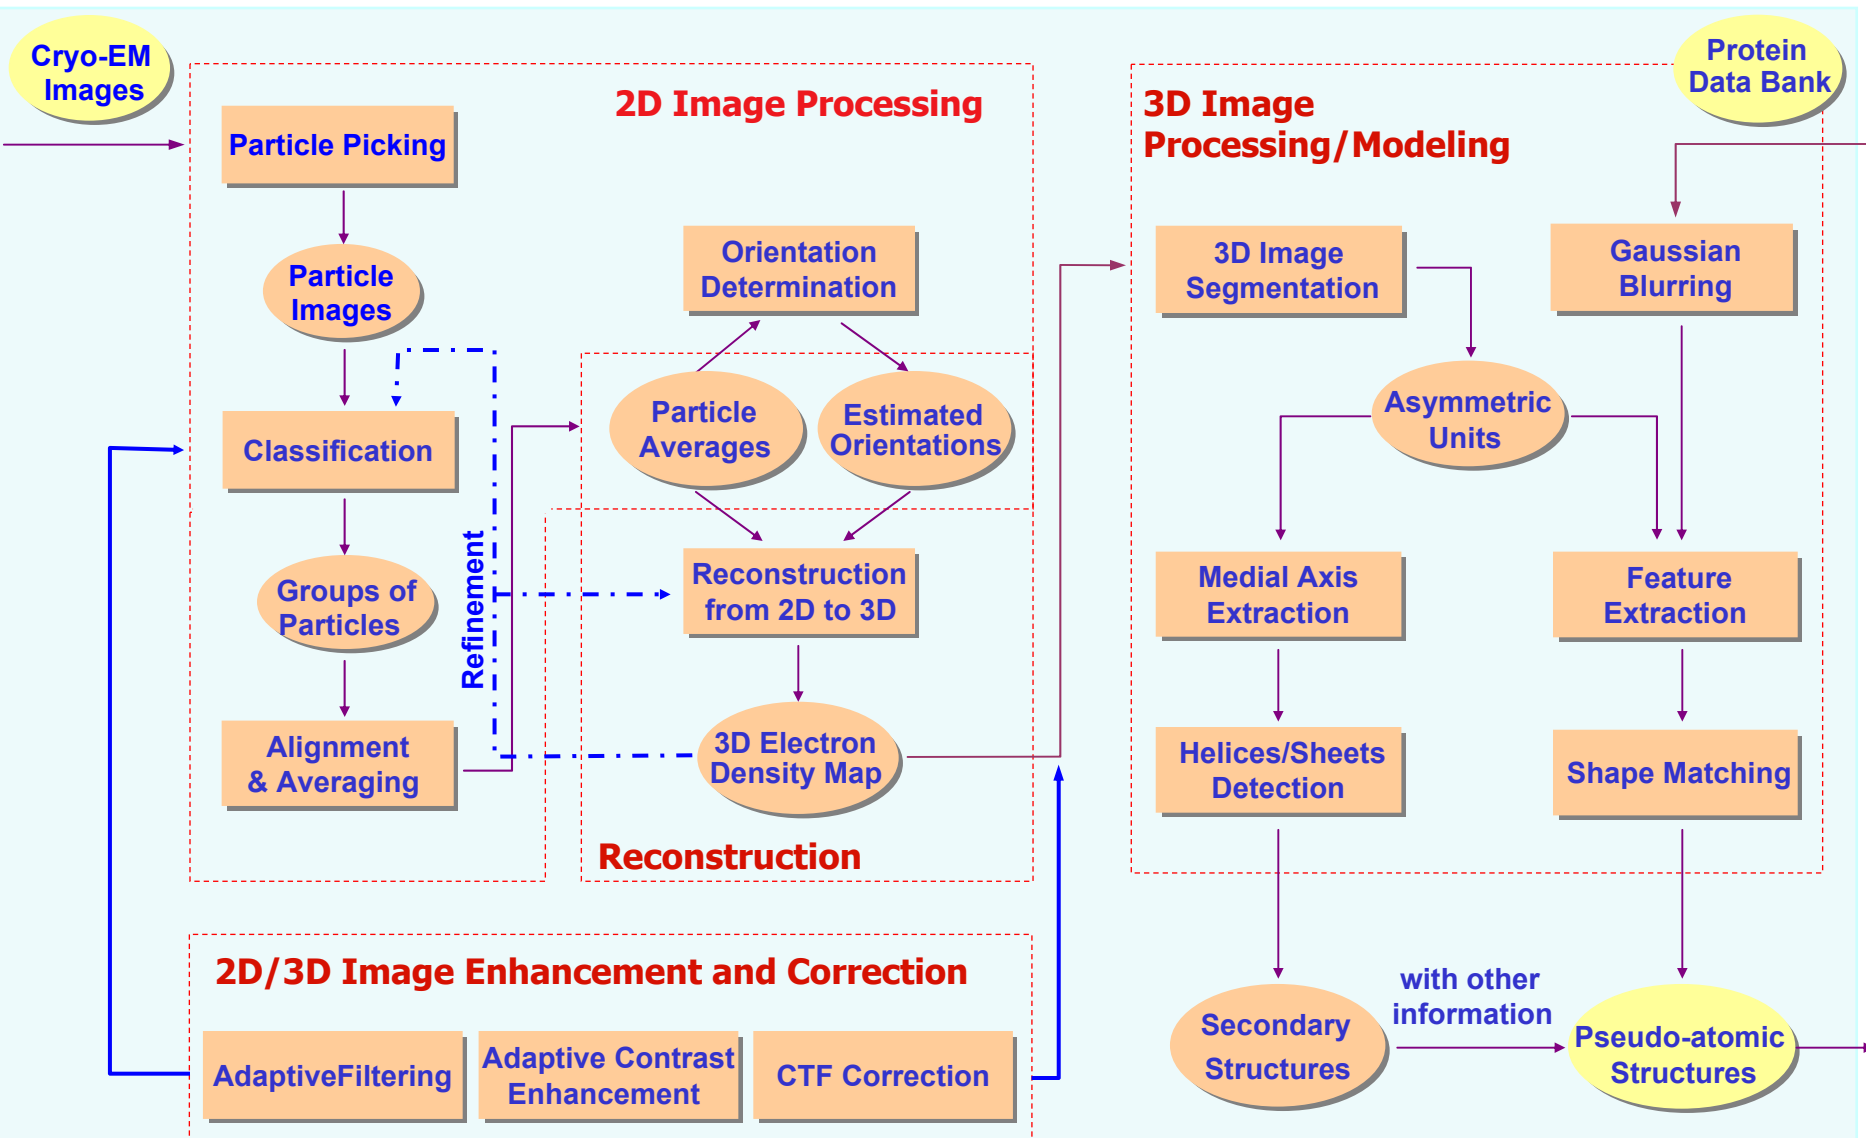 Cryo-EM
Images
2D Image Processing
Particle Picking
Particle
Images
Classification
Groups of
Particles
Alignment
& Averaging
Refinement
Orientation
Determination
Particle
Averages
Estimated
Orientations
Reconstruction
from 2D to 3D
3D Electron
Density Map
Reconstruction
2D/3D Image Enhancement and Correction
AdaptiveFiltering
Adaptive Contrast
Enhancement
CTF Correction
3D Image
Processing/Modeling
Protein
Data Bank
3D Image
Segmentation
Gaussian
Blurring
Asymmetric
Units
Medial Axis
Extraction
Feature
Extraction
Helices/Sheets
Detection
Shape Matching
Secondary
Structures
with other
information
Pseudo-atomic
Structures